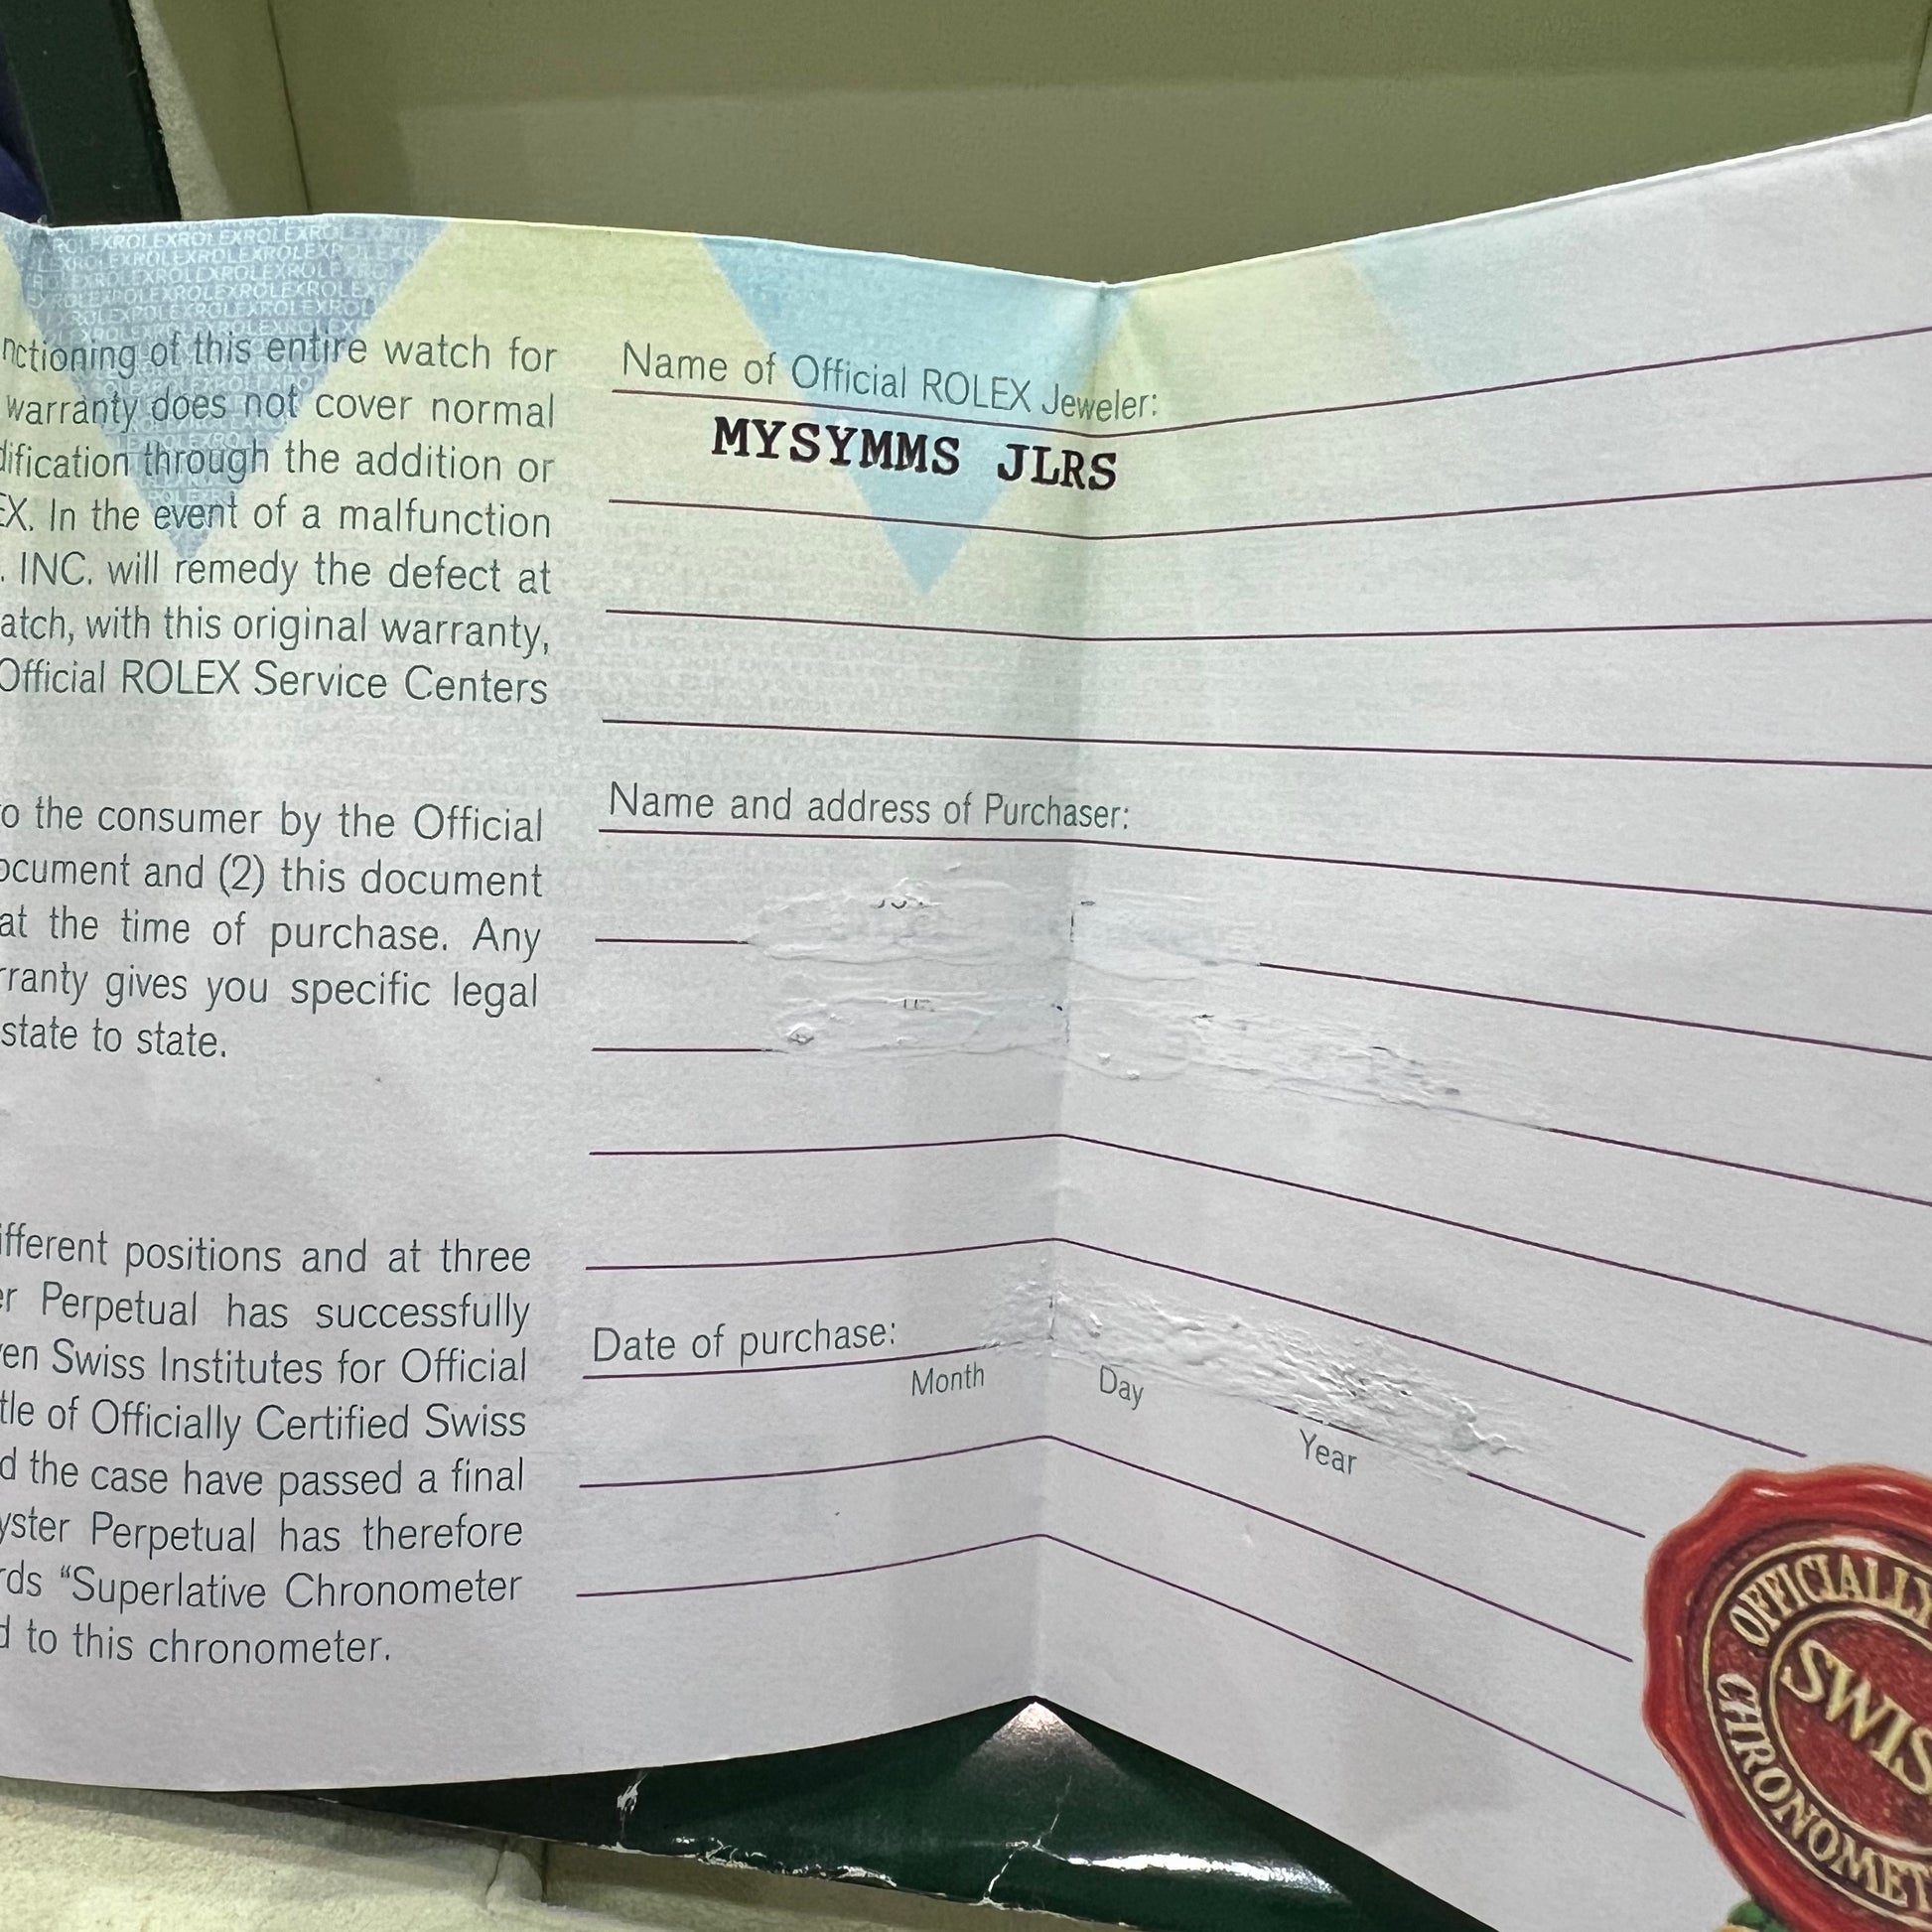 ROLEXROLEXROLEXROLEXROLEX
nctioning of this entire watch for
warranty does not cover normal
dification through the addition or
EX. In the event of a malfunction
. INC. will remedy the defect at
atch, with this original warranty,
Official ROLEX Service Centers
o the consumer by the Official
ocument and (2) this document
at the time of purchase. Any
rranty gives you specific legal
state to state.
ifferent positions and at three
er Perpetual has successfully
ven Swiss Institutes for Official
tle of Officially Certified Swiss
d the case have passed a final
yster Perpetual has therefore
rds “Superlative Chronometer
d to this chronometer.
Name of Official ROLEX Jeweler:
MYSYMMS JLRS
Name and address of Purchaser:
Date of purchase:
Month Day Year
OFFICIALLY
SWIS
CHRONOMET